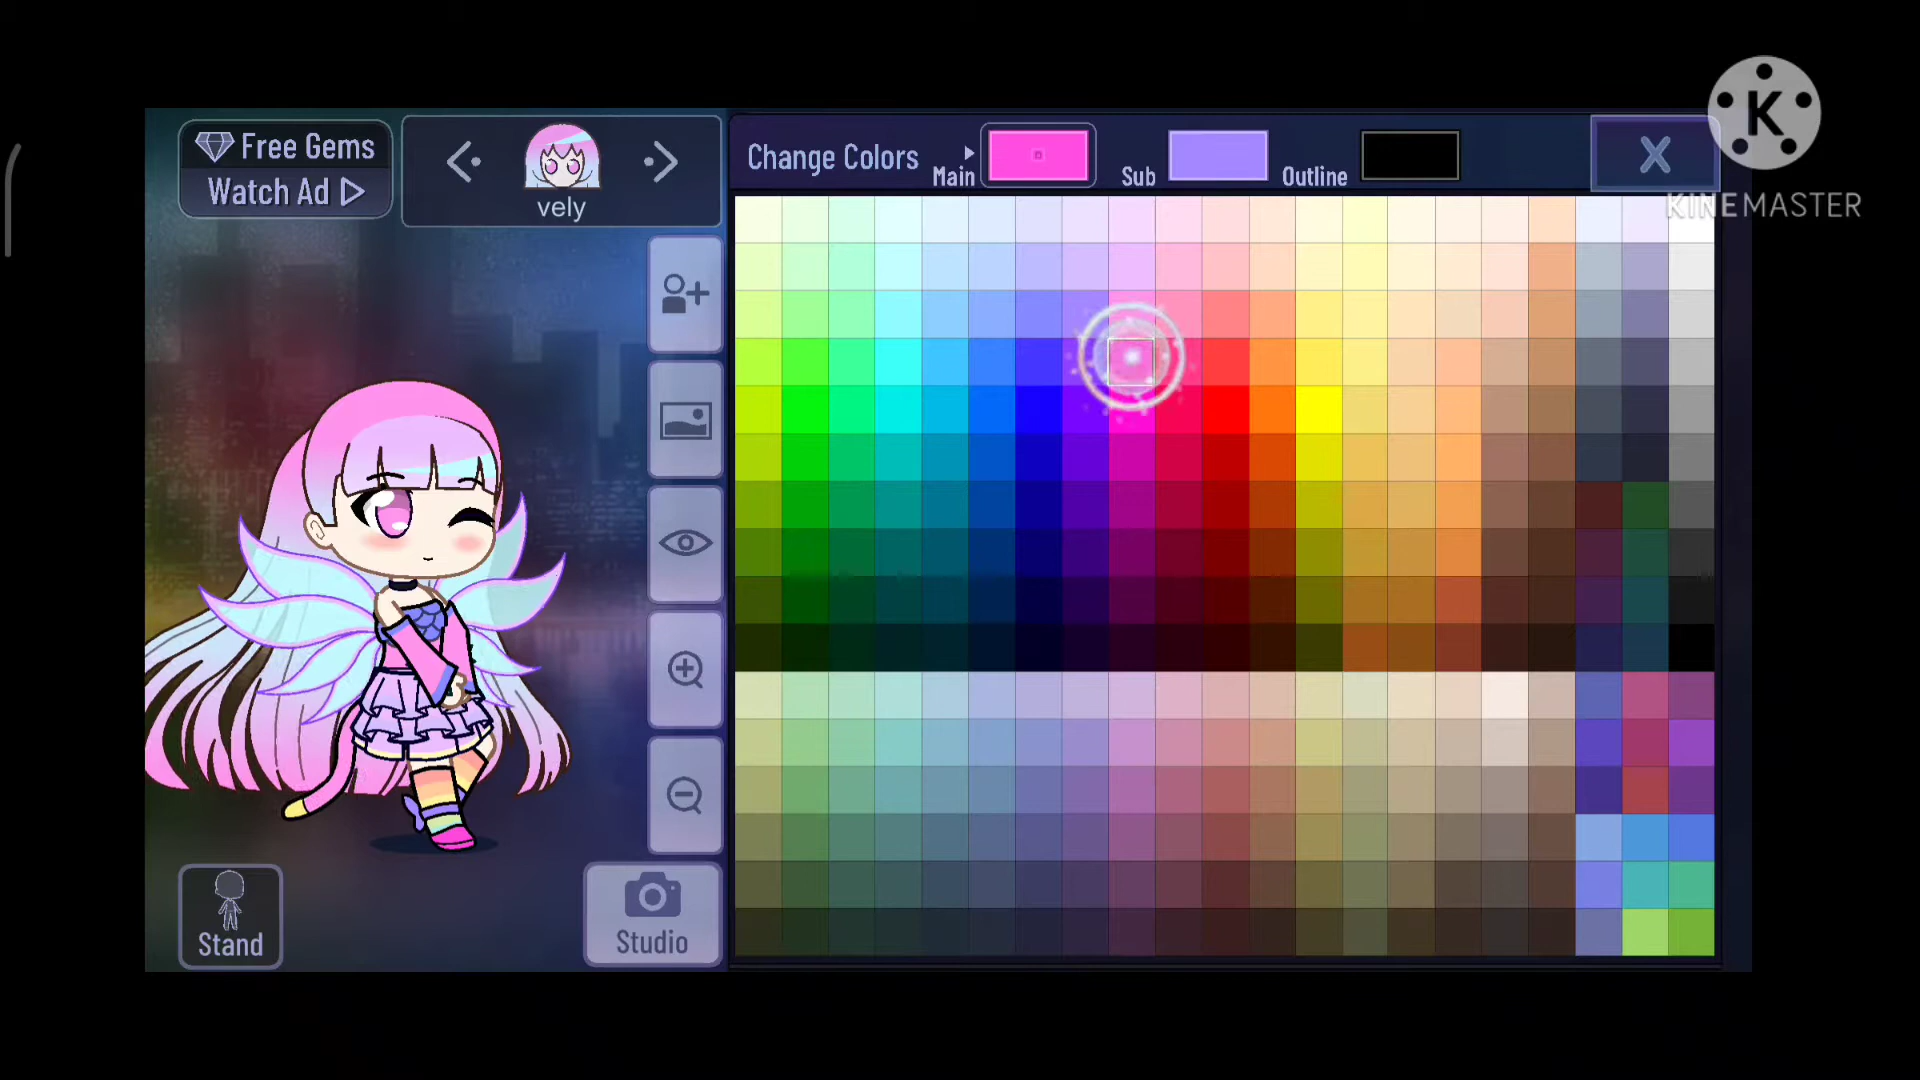 Free Gems
Watch Ad
vely
Change Colors
Main
Sub
Outline
X
K
KINEMASTER
Stand
Studio